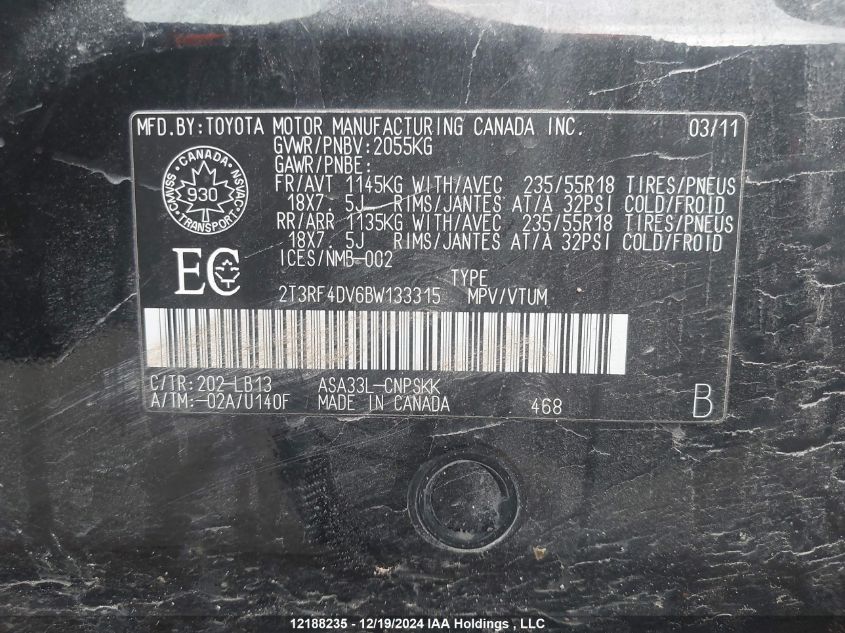 MFD.BY:TOYOTA MOTOR MANUFACTURING CANADA INC. 03/11
GVWR/PNBV:2055KG
GAWR/PNBE:
FR/AVT 1145KG WITH/AVEC 235/55R18 TIRES/PNEUS
18X7. 5J RIMS/JANTES AT/A 32PSI COLD/FROID
RR/ARR 1135KG WITH/AVEC 235/55R18 TIRES/PNEUS
18X7. 5J RIMS/JANTES AT/A 32PSI COLD/FROID
ICES/NMB-002
CANADA
CMVSS 930 NSVAC
TRANSPORT
EC
TYPE
2T3RF4DV6BW133315 MPV/VTUM
C/TR:202-LB13 ASA33L-CNPSKK
A/TM:-02A/U140F MADE IN CANADA 468 B
12188235 - 12/19/2024 IAA Holdings , LLC